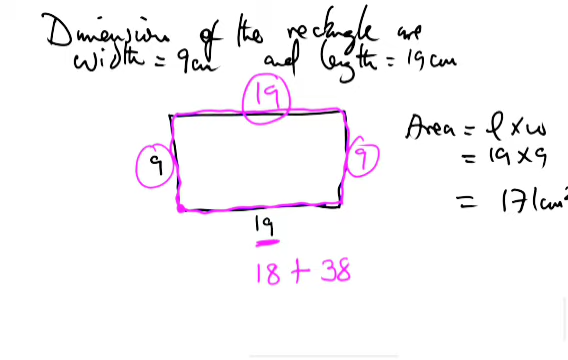 Dimensions of the rectangle are
width = 9cm and length = 19cm
19
9
9
19
18 + 38
Area = l x w
= 19 x 9
= 171cm²